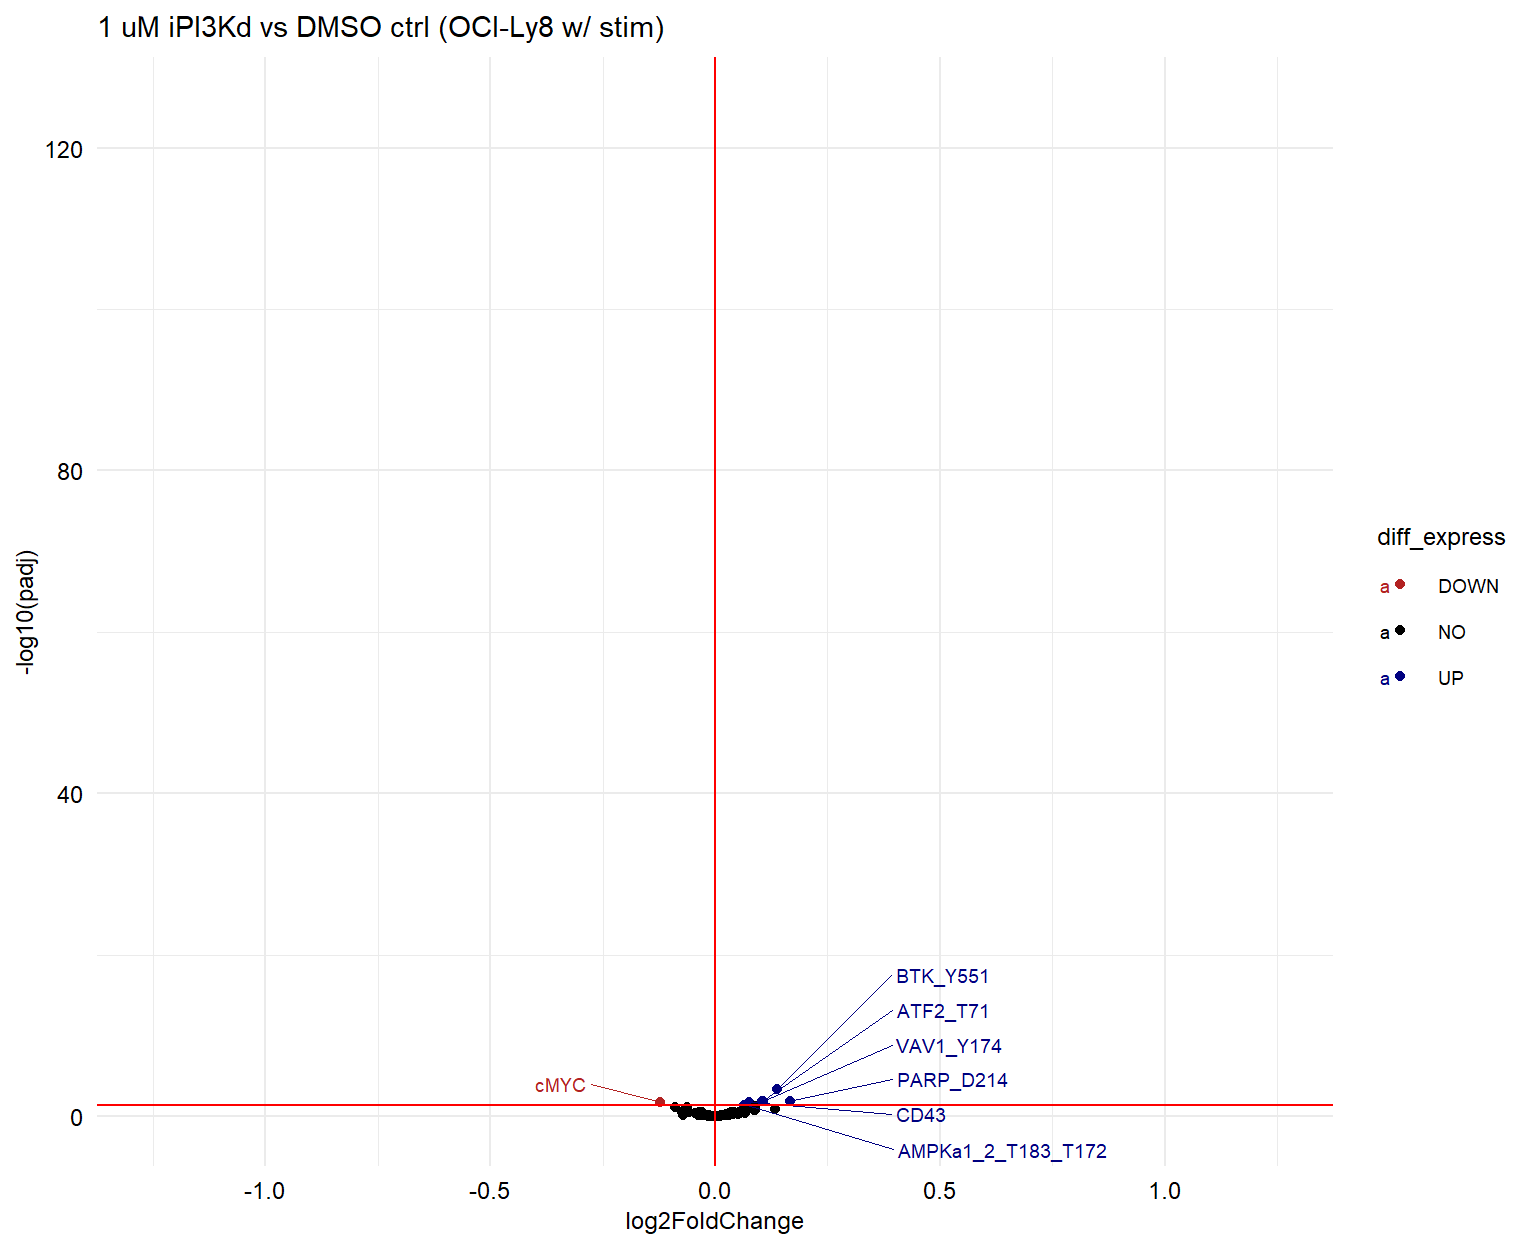 1 uM iPI3Kd vs DMSO ctrl (OCI-Ly8 w/ stim)
120
80
40
0
-log10(padj)
BTK_Y551
ATF2_T71
VAV1_Y174
PARP_D214
cMYC
CD43
AMPKa1_2_T183_T172
-1.0
-0.5
0.0
0.5
1.0
log2FoldChange
diff_express
a DOWN
a NO
a UP